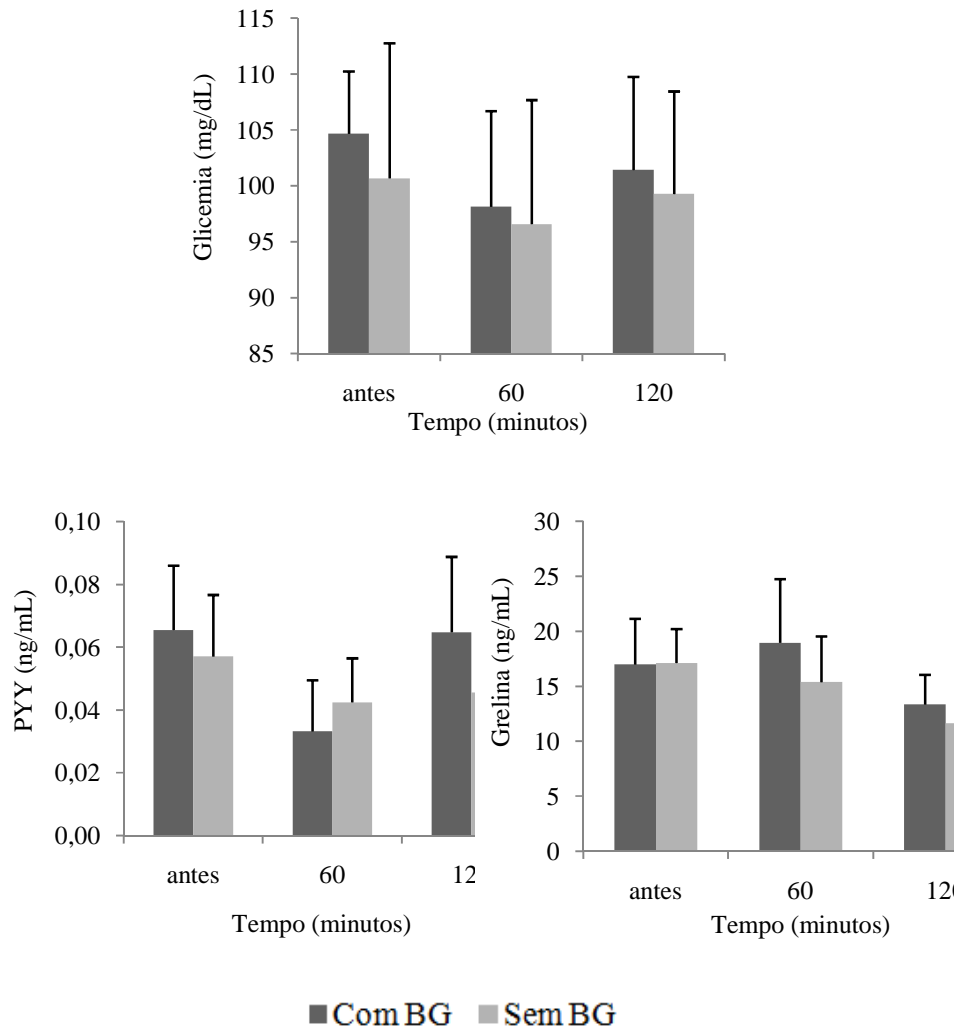 115
110
105
100
95
90
85
Glicemia (mg/dL)
antes 60 120
Tempo (minutos)
0,10
0,08
0,06
0,04
0,02
0,00
PYY (ng/mL)
antes 60 12
Tempo (minutos)
30
25
20
15
10
5
0
Grelina (ng/mL)
antes 60 120
Tempo (minutos)
Com BG Sem BG